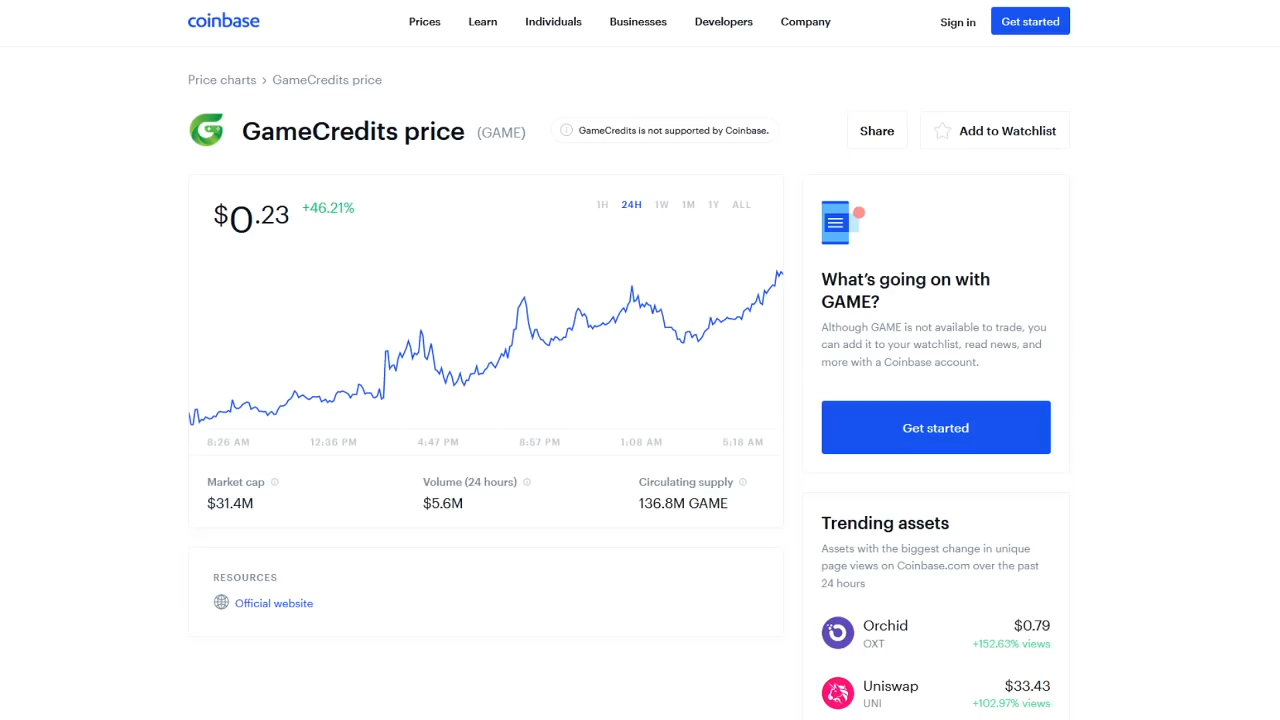 coinbase
Prices Learn Individuals Businesses Developers Company
Sign in Get started
Price charts › GameCredits price
GameCredits price (GAME)
GameCredits is not supported by Coinbase.
Share Add to Watchlist
$0.23 +46.21%
1H 24H 1W 1M 1Y ALL
8:26 AM 12:36 PM 4:47 PM 8:57 PM 1:08 AM 5:18 AM
Market cap Volume (24 hours) Circulating supply
$31.4M $5.6M 136.8M GAME
RESOURCES
Official website
What's going on with
GAME?
Although GAME is not available to trade, you
can add it to your watchlist, read news, and
more with a Coinbase account.
Get started
Trending assets
Assets with the biggest change in unique
page views on Coinbase.com over the past
24 hours
Orchid $0.79
OXT +152.63% views
Uniswap $33.43
UNI +102.97% views